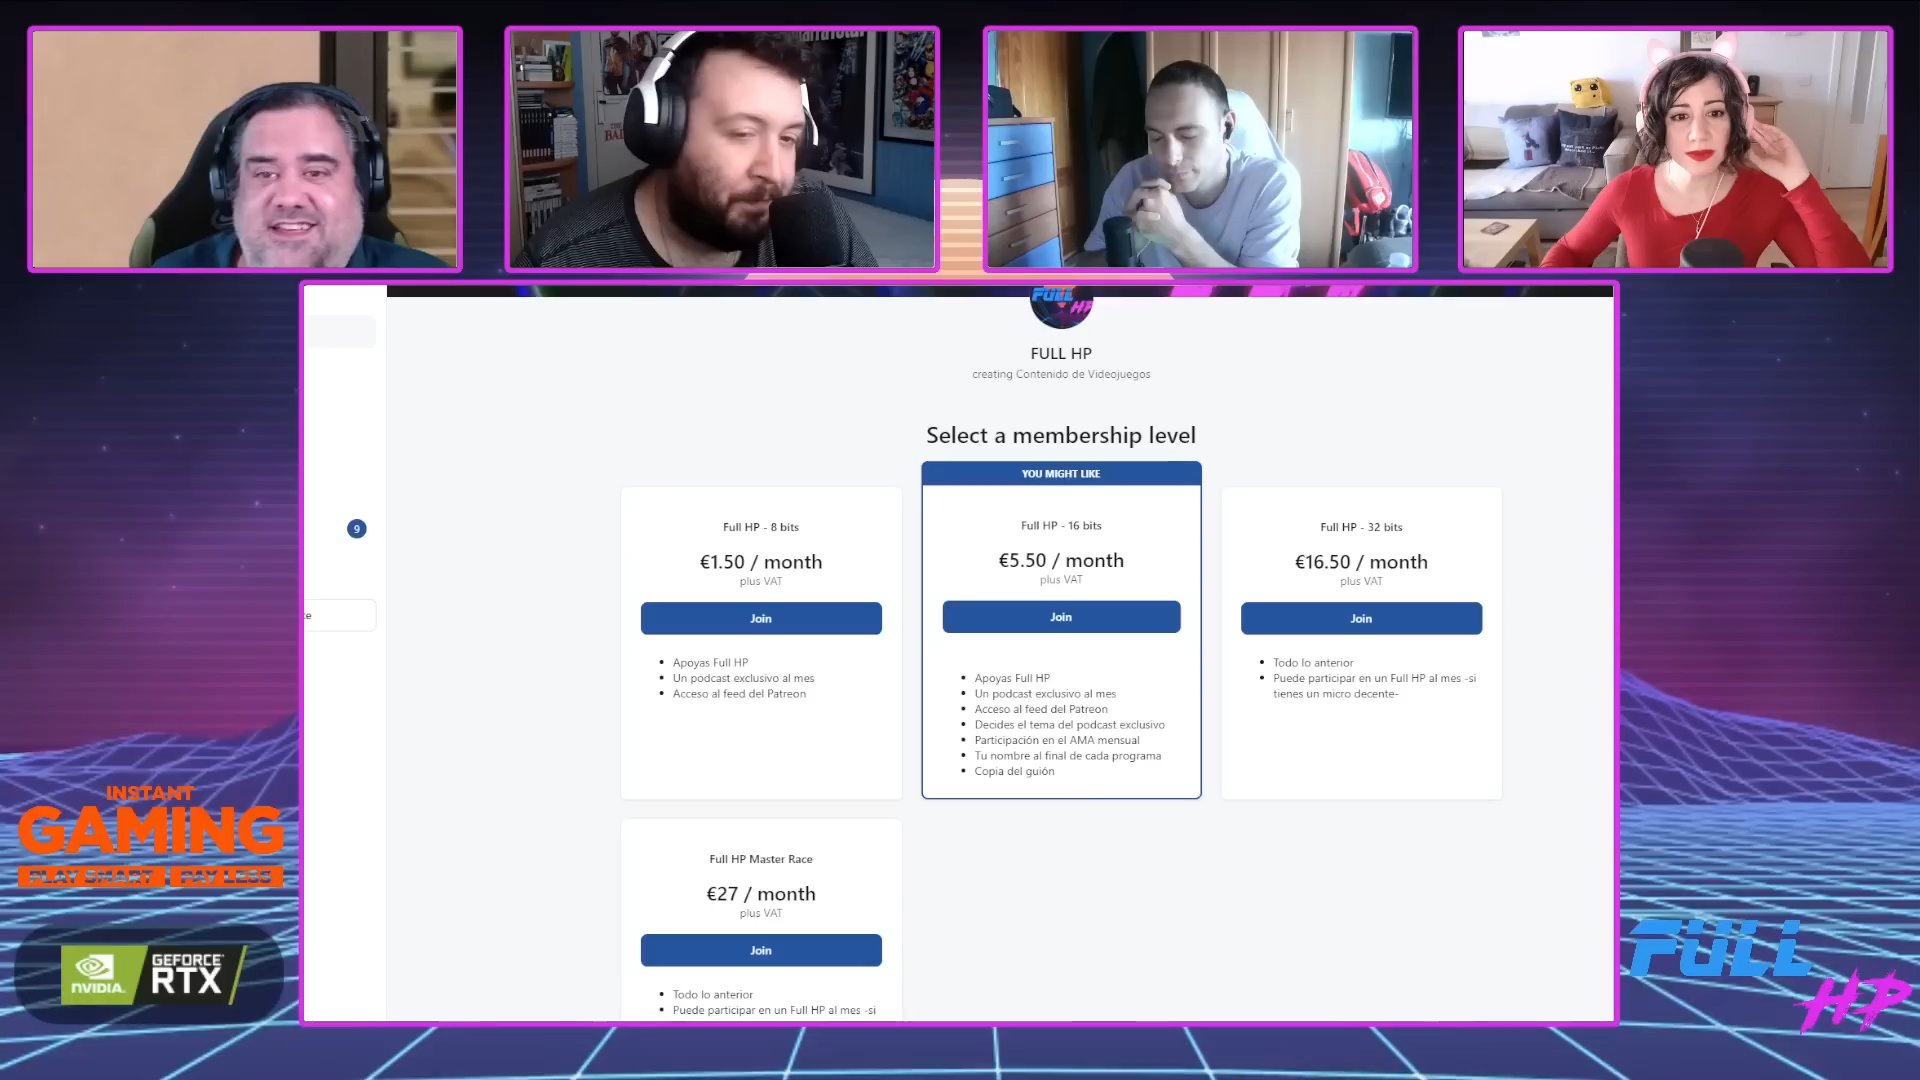 FULL HP
FULL HP
creating Contenido de Videojuegos
Select a membership level
YOU MIGHT LIKE
Full HP - 8 bits
€1.50 / month
plus VAT
Join
Apoyas Full HP
Un podcast exclusivo al mes
Acceso al feed del Patreon
Full HP - 16 bits
€5.50 / month
plus VAT
Join
Apoyas Full HP
Un podcast exclusivo al mes
Acceso al feed del Patreon
Decides el tema del podcast exclusivo
Participación en el AMA mensual
Tu nombre al final de cada programa
Copia del guión
Full HP - 32 bits
€16.50 / month
plus VAT
Join
Todo lo anterior
Puede participar en un Full HP al mes -si
tienes un micro decente-
9
Full HP Master Race
€27 / month
plus VAT
Join
Todo lo anterior
Puede participar en un Full HP al mes -si
INSTANT
GAMING
PLAY SMART PAY LESS
NVIDIA.
GEFORCE
RTX
FULL
HP